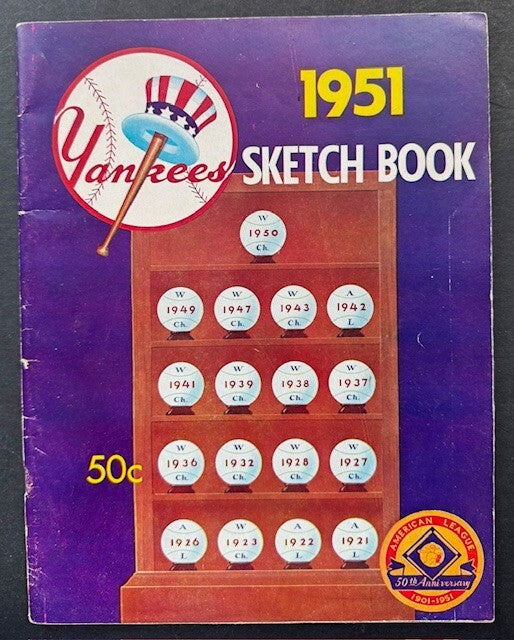 1951
Yankees
SKETCH BOOK
W
1950
Ch.
W W W A
1949 1947 1943 1942
Ch. Ch. Ch. L
W W W W
1941 1939 1938 1937
Ch. Ch. Ch. Ch.
50c
W W W W
1936 1932 1928 1927
Ch. Ch. Ch. Ch.
A W A A
1926 1923 1922 1921
L Ch. L L
AMERICAN LEAGUE
50th Anniversary
1901-1951